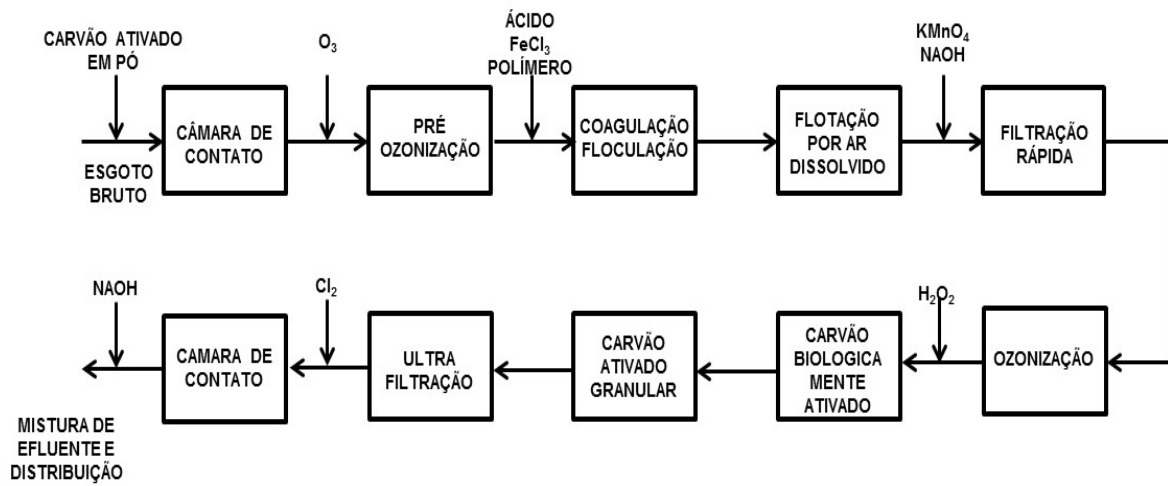 CARVÃO ATIVADO
EM PÓ
ESGOTO
BRUTO
CÂMARA DE
CONTATO
O₃
PRÉ
OZONIZAÇÃO
ÁCIDO
FeCl₃
POLÍMERO
COAGULAÇÃO
FLOCULAÇÃO
FLOTAÇÃO
POR AR
DISSOLVIDO
KMnO₄
NAOH
FILTRAÇÃO
RÁPIDA
OZONIZAÇÃO
H₂O₂
CARVÃO
BIOLOGICA
MENTE
ATIVADO
CARVÃO
ATIVADO
GRANULAR
ULTRA
FILTRAÇÃO
Cl₂
CAMARA DE
CONTATO
NAOH
MISTURA DE
EFLUENTE E
DISTRIBUIÇÃO